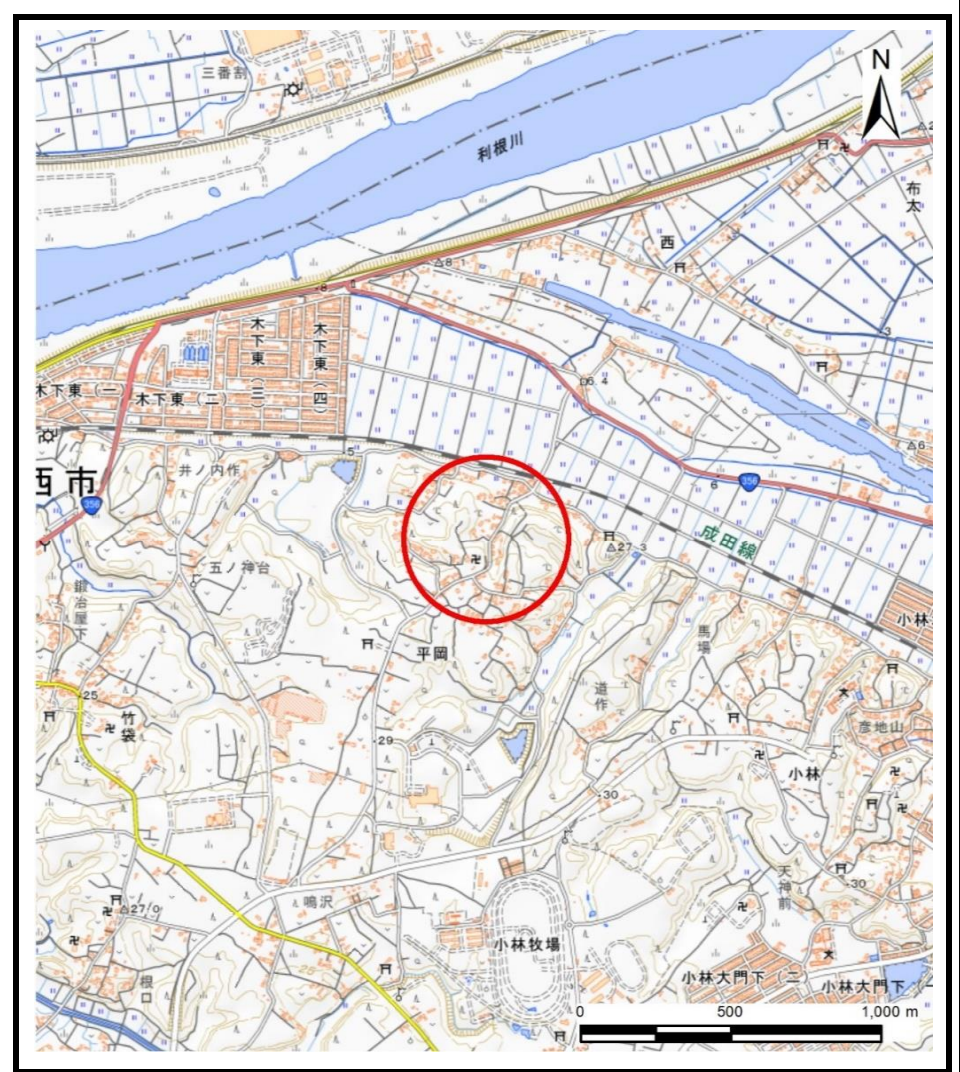 三番割
N
利根川
布太
西
8.1
8
木下東(三)
木下東(四)
3
木下東(一)
木下東(二)
6.4
5
西市
井ノ内作
356
6
356
成田線
27.3
五ノ神台
鍛冶屋下
小林
馬場
平岡
道作
25
竹袋
29
彦地山
小林
30
天神前
30
鳴沢
27.0
小林牧場
小林大門下(二
小林大門下
根口
25
0 500 1,000 m